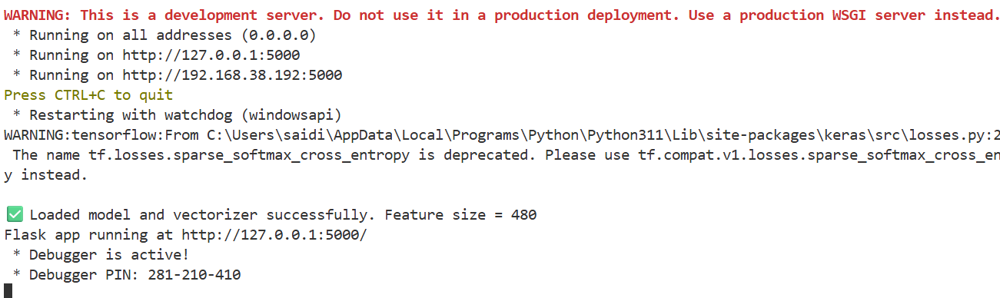 WARNING: This is a development server. Do not use it in a production deployment. Use a production WSGI server instead.
 * Running on all addresses (0.0.0.0)
 * Running on http://127.0.0.1:5000
 * Running on http://192.168.38.192:5000
Press CTRL+C to quit
 * Restarting with watchdog (windowsapi)
WARNING:tensorflow:From C:\Users\saidi\AppData\Local\Programs\Python\Python311\Lib\site-packages\keras\src\losses.py:2
 The name tf.losses.sparse_softmax_cross_entropy is deprecated. Please use tf.compat.v1.losses.sparse_softmax_cross_en
y instead.
✅ Loaded model and vectorizer successfully. Feature size = 480
Flask app running at http://127.0.0.1:5000/
 * Debugger is active!
 * Debugger PIN: 281-210-410